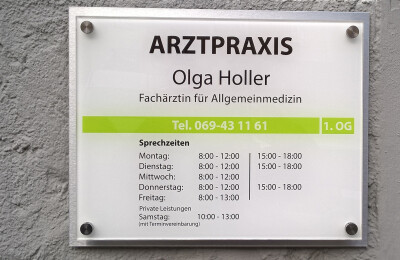 ARZTPRAXIS
Olga Holler
Fachärztin für Allgemeinmedizin
Tel. 069-43 11 61 1. OG
Sprechzeiten
Montag: 8:00 - 12:00 15:00 - 18:00
Dienstag: 8:00 - 12:00 15:00 - 18:00
Mittwoch: 8:00 - 12:00
Donnerstag: 8:00 - 12:00 15:00 - 18:00
Freitag: 8:00 - 13:00
Private Leistungen
Samstag: 10:00 - 13:00
(mit Terminvereinbarung)